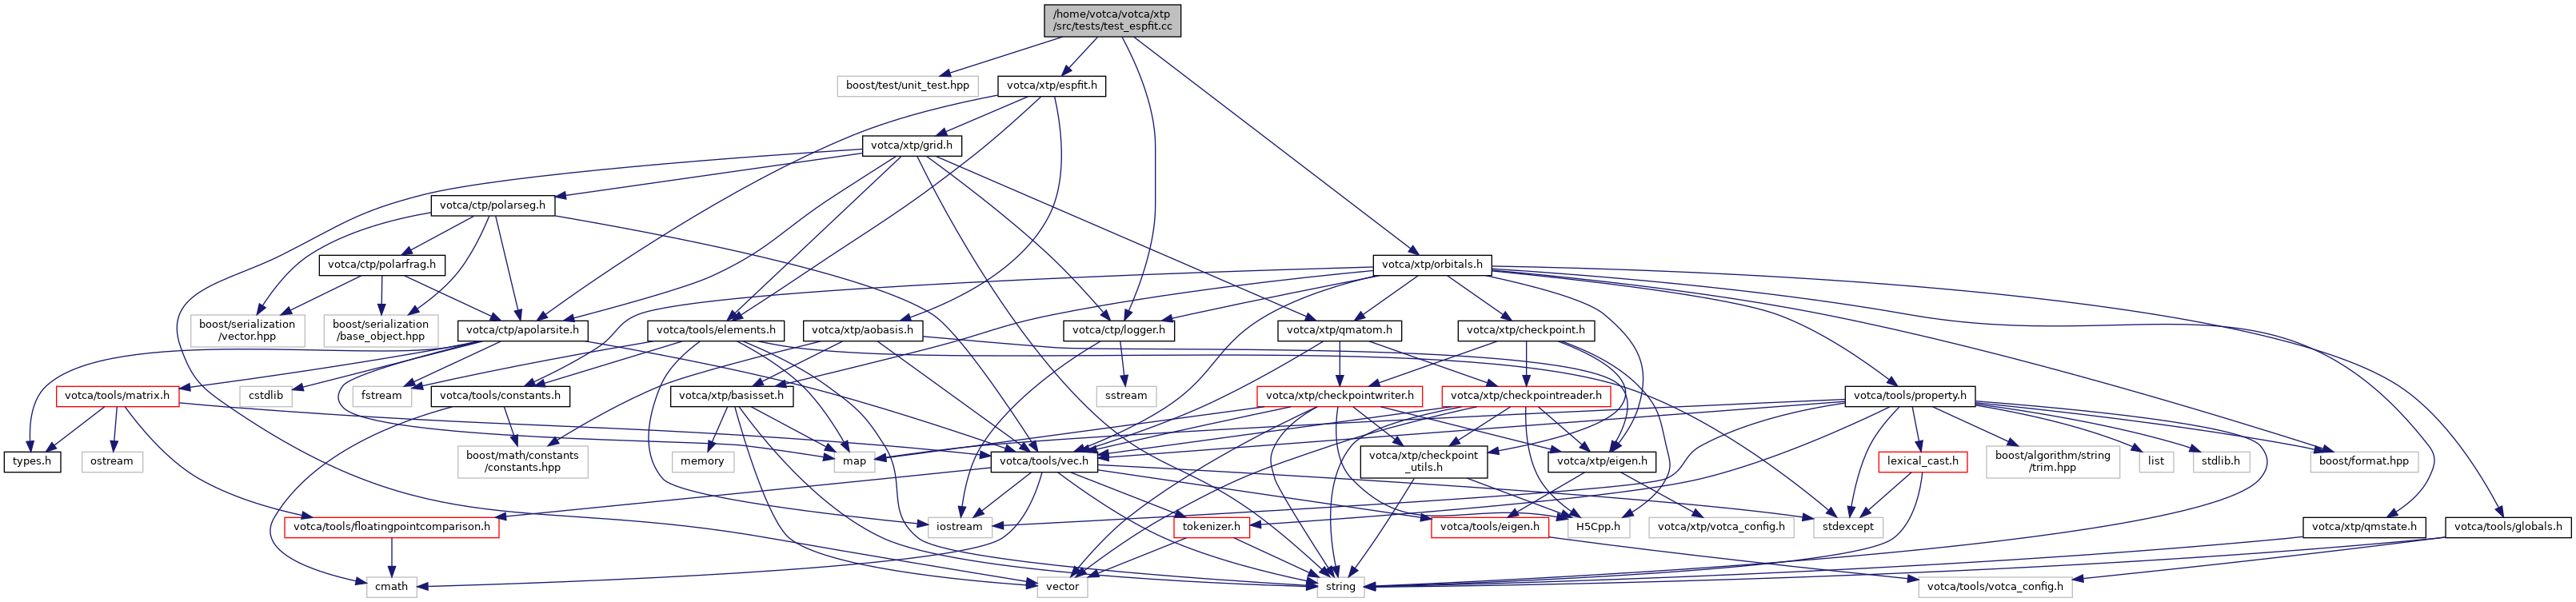 /home/votca/votca/xtp
/src/tests/test_espfit.cc
boost/test/unit_test.hpp
votca/xtp/espfit.h
votca/xtp/grid.h
votca/ctp/polarseg.h
votca/ctp/polarfrag.h
votca/xtp/orbitals.h
boost/serialization
/vector.hpp
boost/serialization
/base_object.hpp
votca/ctp/apolarsite.h
votca/tools/elements.h
votca/xtp/aobasis.h
votca/ctp/logger.h
votca/xtp/qmatom.h
votca/xtp/checkpoint.h
votca/tools/matrix.h
cstdlib
fstream
votca/tools/constants.h
votca/xtp/basisset.h
sstream
votca/xtp/checkpointwriter.h
votca/xtp/checkpointreader.h
votca/tools/property.h
types.h
ostream
boost/math/constants
/constants.hpp
memory
map
votca/tools/vec.h
votca/xtp/checkpoint
_utils.h
votca/xtp/eigen.h
lexical_cast.h
boost/algorithm/string
/trim.hpp
list
stdlib.h
boost/format.hpp
votca/tools/floatingpointcomparison.h
iostream
tokenizer.h
votca/tools/eigen.h
H5Cpp.h
votca/xtp/votca_config.h
stdexcept
votca/xtp/qmstate.h
votca/tools/globals.h
cmath
vector
string
votca/tools/votca_config.h